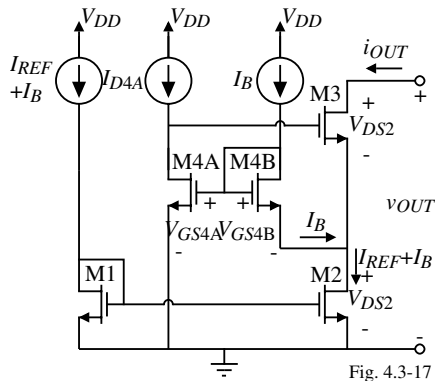 V_DD V_DD V_DD
i_OUT
I_REF +I_B
I_D4A
I_B
M3
+
+
V_DS2
-
M4A M4B
+ +
V_GS4A V_GS4B
- -
I_B
v_OUT
I_REF+I_B
M1
M2
+
V_DS2
-
-
Fig. 4.3-17